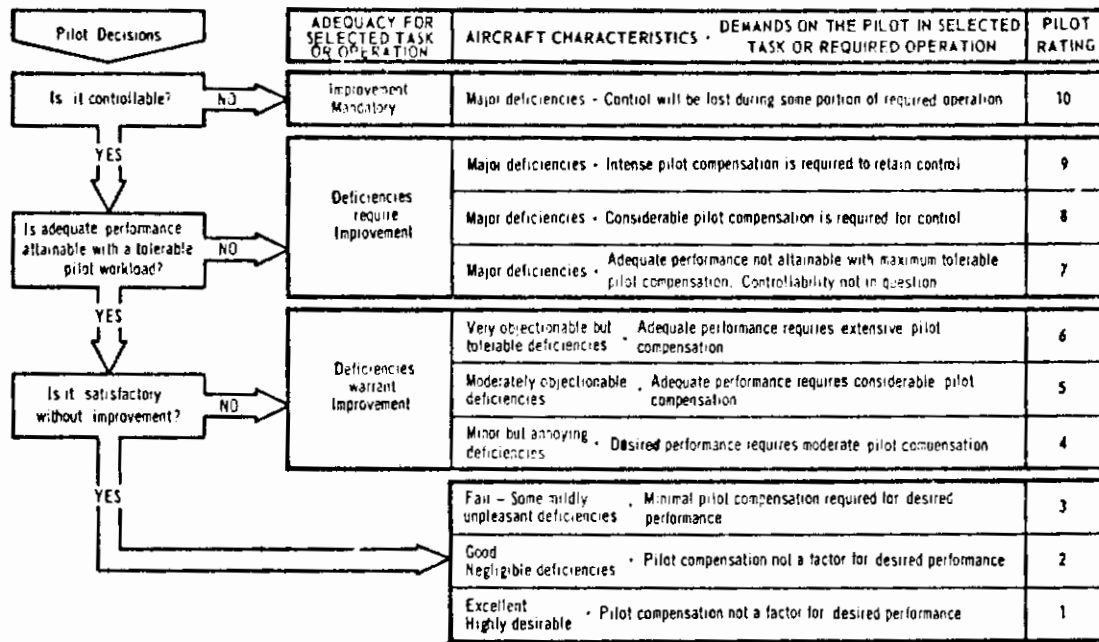 Pilot Decisions
ADEQUACY FOR
SELECTED TASK
OR OPERATION
AIRCRAFT CHARACTERISTICS · DEMANDS ON THE PILOT IN SELECTED
TASK OR REQUIRED OPERATION
PILOT
RATING
Is it controllable?
NO
Improvement
Mandatory
Major deficiencies - Control will be lost during some portion of required operation
10
YES
Is adequate performance
attainable with a tolerable
pilot workload?
NO
Deficiencies
require
Improvement
Major deficiencies · Intense pilot compensation is required to retain control
9
Major deficiencies · Considerable pilot compensation is required for control
8
Major deficiencies · Adequate performance not attainable with maximum tolerable
pilot compensation. Controllability not in question
7
YES
Is it satisfactory
without improvement?
NO
Deficiencies
warrant
Improvement
Very objectionable but
tolerable deficiencies · Adequate performance requires extensive pilot
compensation
6
Moderately objectionable
deficiencies · Adequate performance requires considerable pilot
compensation
5
Minor but annoying
deficiencies · Desired performance requires moderate pilot compensation
4
YES
Fair – Some mildly
unpleasant deficiencies · Minimal pilot compensation required for desired
performance
3
Good
Negligible deficiencies · Pilot compensation not a factor for desired performance
2
Excellent
Highly desirable · Pilot compensation not a factor for desired performance
1